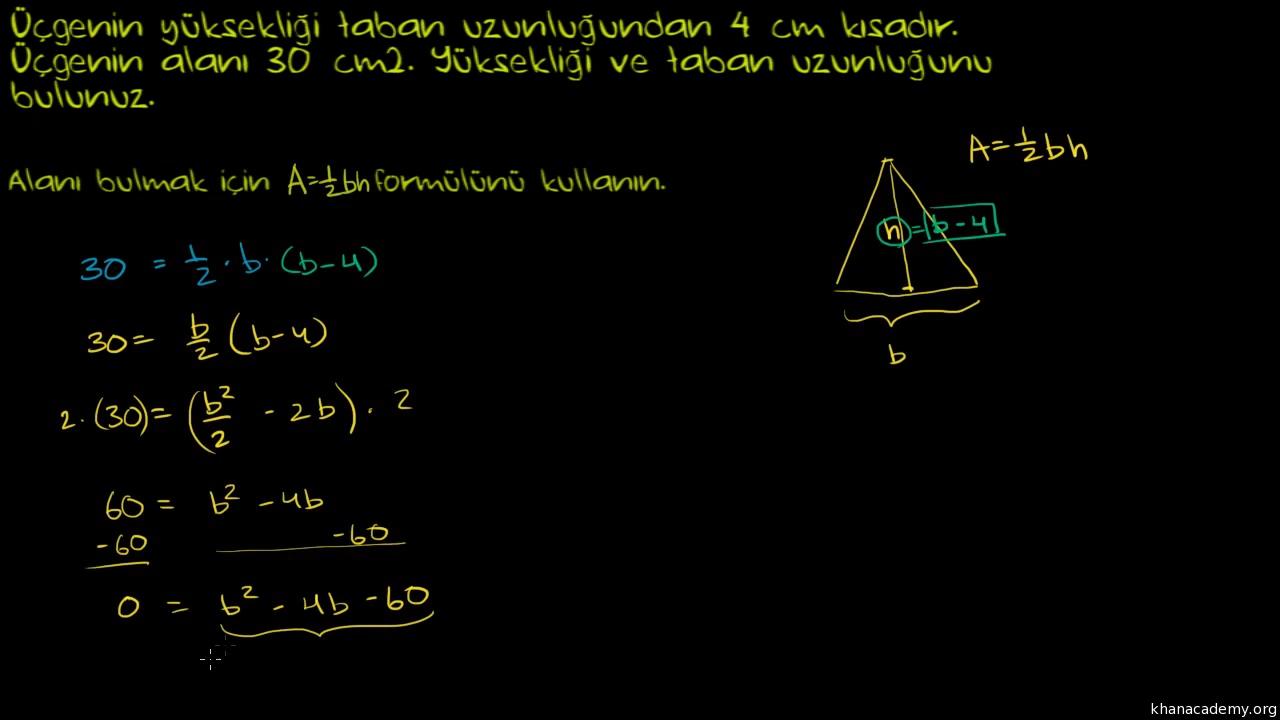 Üçgenin yüksekliği taban uzunluğundan 4 cm kısadır.
Üçgenin alanı 30 cm2. Yüksekliği ve taban uzunluğunu
bulunuz.
A=½bh
Alanı bulmak için A=½bh formülünü kullanın.
h=b-4
30 = ½·b·(b-4)
30= b/2 (b-4)
b
2·(30)=(b²/2 - 2b)·2
60 = b² -4b
-60 -60
0 = b² - 4b -60
khanacademy.org